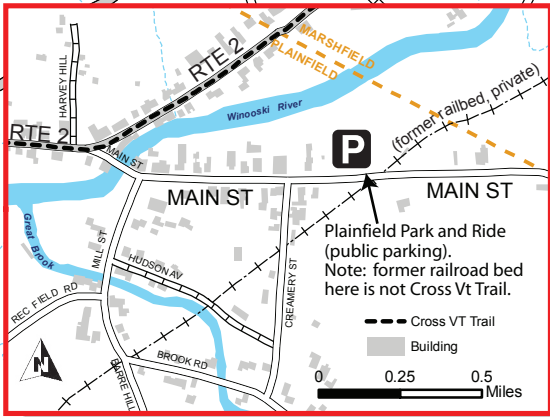 MARSHFIELD
PLAINFIELD
HARVEY HILL
RTE 2
Winooski River
(former railbed, private)
RTE 2
P
MAIN ST
MAIN ST
MAIN ST
Great Brook
MILL ST
Plainfield Park and Ride
(public parking).
Note: former railroad bed
here is not Cross Vt Trail.
HUDSON AV
CREAMERY ST
REC FIELD RD
Cross VT Trail
Building
N
BROOK RD
BARRE HILL
0 0.25 0.5
Miles